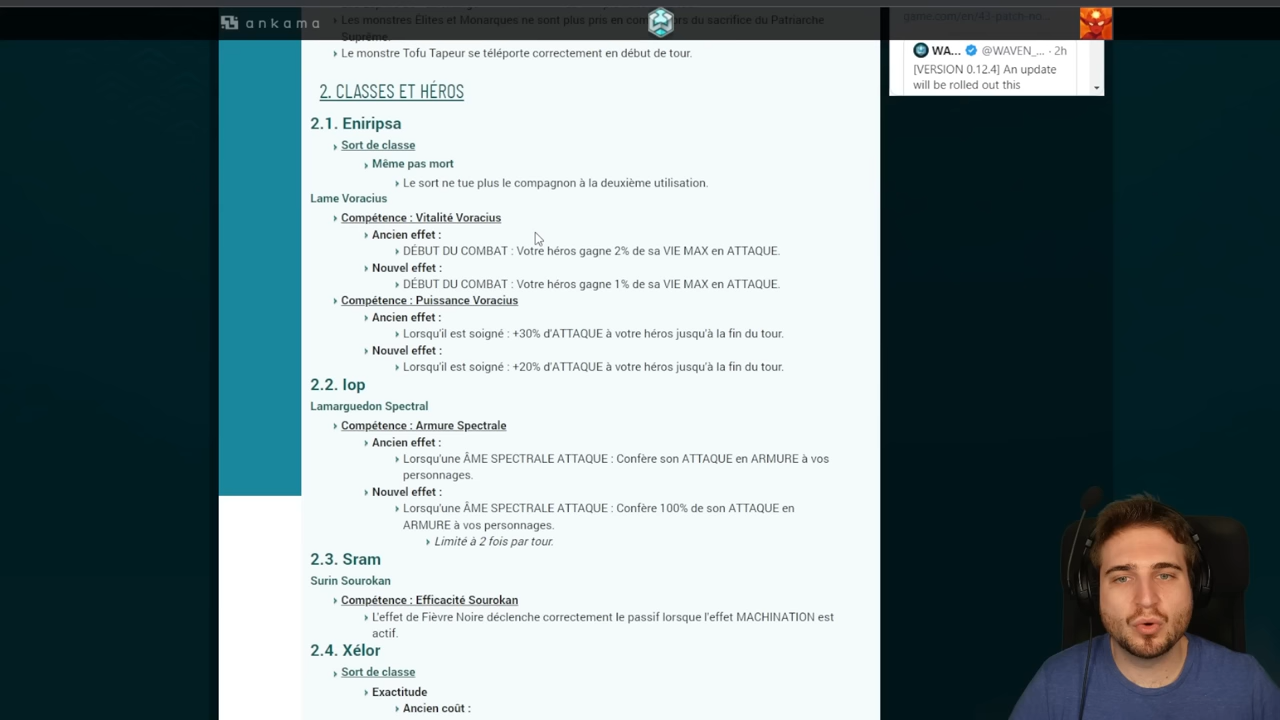 ankama
Les monstres Élites et Monarques ne sont plus pris en com rs du sacrifice du Patriarche
Suprême.
Le monstre Tofu Tapeur se téléporte correctement en début de tour.
game.com/en/43-patch-no...
WA... @WAVEN_... · 2h
[VERSION 0.12.4] An update
will be rolled out this
2. CLASSES ET HÉROS
2.1. Eniripsa
Sort de classe
Même pas mort
Le sort ne tue plus le compagnon à la deuxième utilisation.
Lame Voracius
Compétence : Vitalité Voracius
Ancien effet :
DÉBUT DU COMBAT : Votre héros gagne 2% de sa VIE MAX en ATTAQUE.
Nouvel effet :
DÉBUT DU COMBAT : Votre héros gagne 1% de sa VIE MAX en ATTAQUE.
Compétence : Puissance Voracius
Ancien effet :
Lorsqu'il est soigné : +30% d'ATTAQUE à votre héros jusqu'à la fin du tour.
Nouvel effet :
Lorsqu'il est soigné : +20% d'ATTAQUE à votre héros jusqu'à la fin du tour.
2.2. Iop
Lamarguedon Spectral
Compétence : Armure Spectrale
Ancien effet :
Lorsqu'une ÂME SPECTRALE ATTAQUE : Confère son ATTAQUE en ARMURE à vos
personnages.
Nouvel effet :
Lorsqu'une ÂME SPECTRALE ATTAQUE : Confère 100% de son ATTAQUE en
ARMURE à vos personnages.
Limité à 2 fois par tour.
2.3. Sram
Surin Sourokan
Compétence : Efficacité Sourokan
L'effet de Fièvre Noire déclenche correctement le passif lorsque l'effet MACHINATION est
actif.
2.4. Xélor
Sort de classe
Exactitude
Ancien coût :